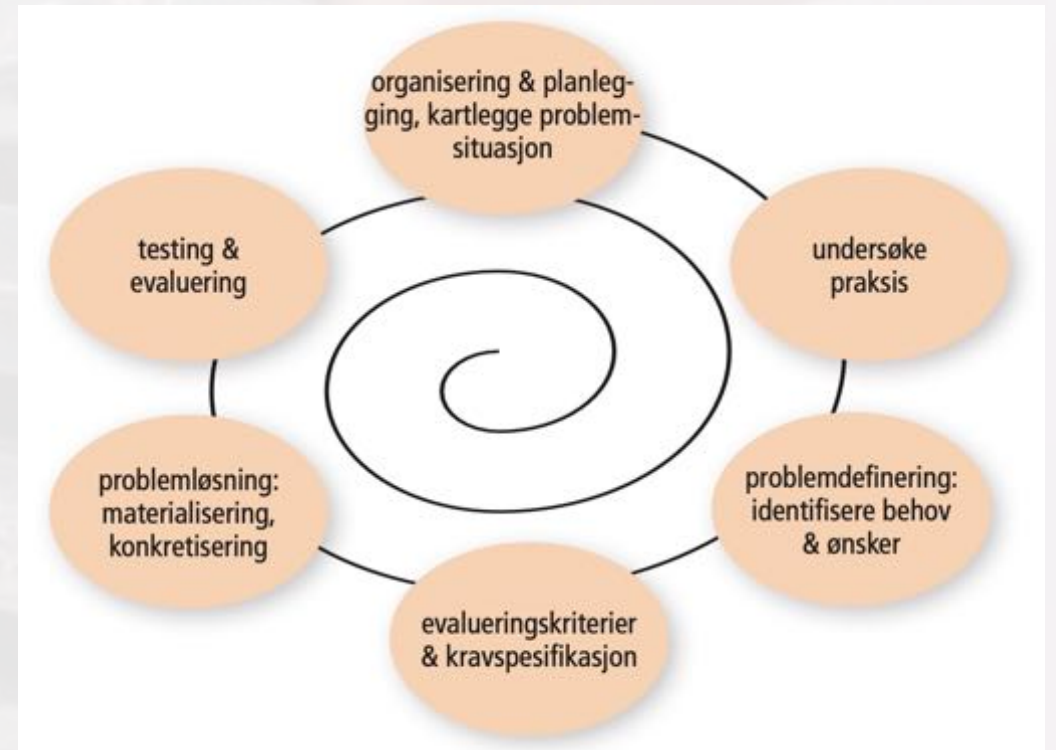 organisering & planleg-
ging, kartlegge problem-
situasjon
undersøke
praksis
problemdefinering:
identifisere behov
& ønsker
evalueringskriterier
& kravspesifikasjon
problemløsning:
materialisering,
konkretisering
testing &
evaluering